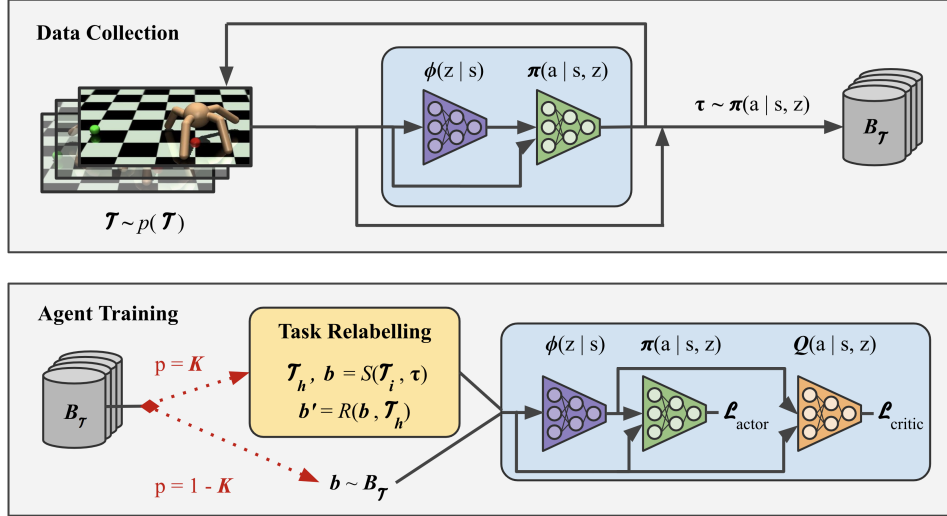 Data Collection
ϕ(z | s)
π(a | s, z)
τ ~ π(a | s, z)
B𝒯
𝒯 ~ p(𝒯)
Agent Training
Task Relabelling
p = K
𝒯h, b = S(𝒯i, τ)
b' = R(b, 𝒯h)
B𝒯
p = 1 - K
b ~ B𝒯
ϕ(z | s)
π(a | s, z)
Q(a | s, z)
ℒactor
ℒcritic